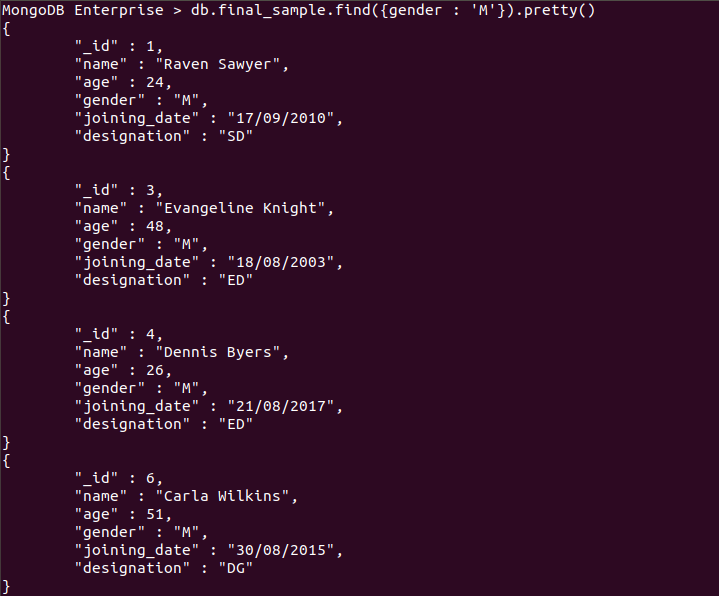 MongoDB Enterprise > db.final_sample.find({gender : 'M'}).pretty()
{
        "_id" : 1,
        "name" : "Raven Sawyer",
        "age" : 24,
        "gender" : "M",
        "joining_date" : "17/09/2010",
        "designation" : "SD"
}
{
        "_id" : 3,
        "name" : "Evangeline Knight",
        "age" : 48,
        "gender" : "M",
        "joining_date" : "18/08/2003",
        "designation" : "ED"
}
{
        "_id" : 4,
        "name" : "Dennis Byers",
        "age" : 26,
        "gender" : "M",
        "joining_date" : "21/08/2017",
        "designation" : "ED"
}
{
        "_id" : 6,
        "name" : "Carla Wilkins",
        "age" : 51,
        "gender" : "M",
        "joining_date" : "30/08/2015",
        "designation" : "DG"
}